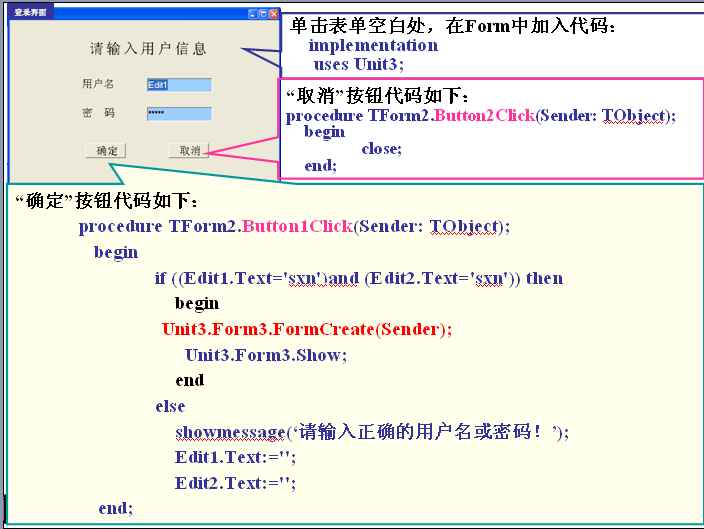 登录界面
请输入用户信息
用户名
Edit1
密 码
*****
确定
取消
单击表单空白处，在Form中加入代码：
implementation
uses Unit3;
“取消”按钮代码如下：
procedure TForm2.Button2Click(Sender: TObject);
begin
close;
end;
“确定”按钮代码如下：
procedure TForm2.Button1Click(Sender: TObject);
begin
if ((Edit1.Text='sxn')and (Edit2.Text='sxn')) then
begin
Unit3.Form3.FormCreate(Sender);
Unit3.Form3.Show;
end
else
showmessage(‘请输入正确的用户名或密码！’);
Edit1.Text:='';
Edit2.Text:='';
end;